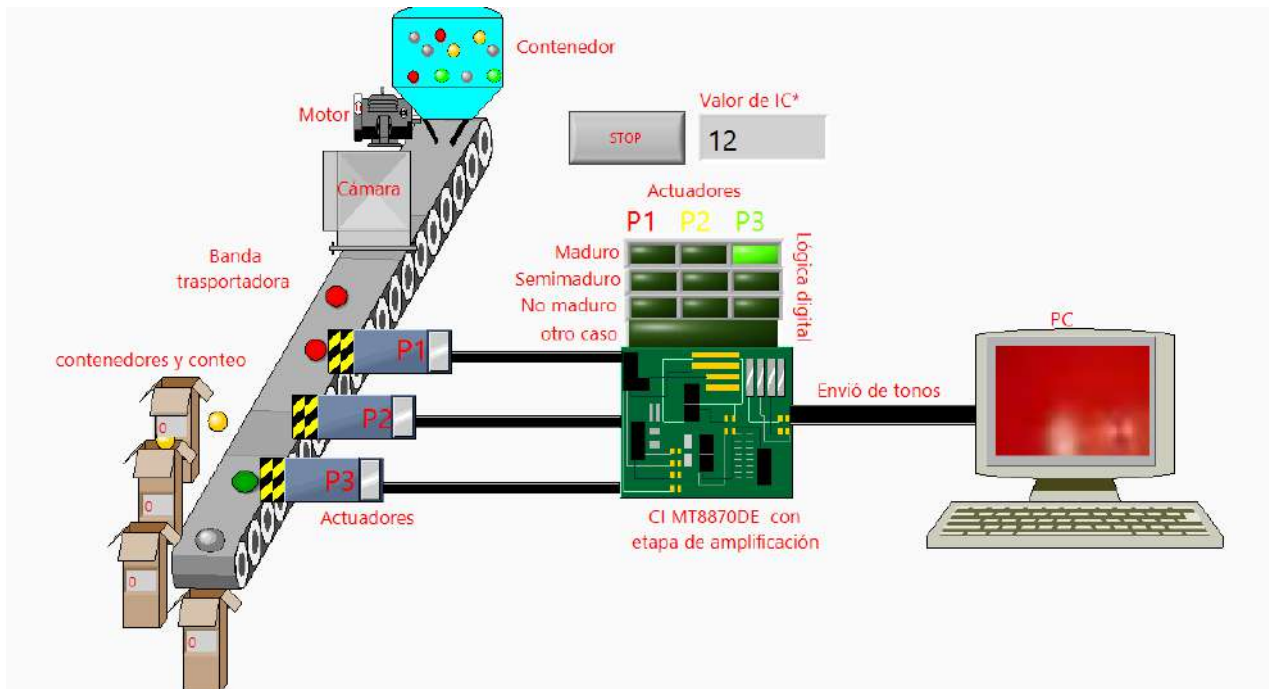 Contenedor
Motor
Valor de IC*
STOP
12
Cámara
Actuadores
P1 P2 P3
Maduro
Semimaduro
No maduro
otro caso
Lógica digital
Banda
trasportadora
PC
contenedores y conteo
P1
Envió de tonos
P2
0
P3
0
Actuadores
CI MT8870DE con
etapa de amplificación
0
0